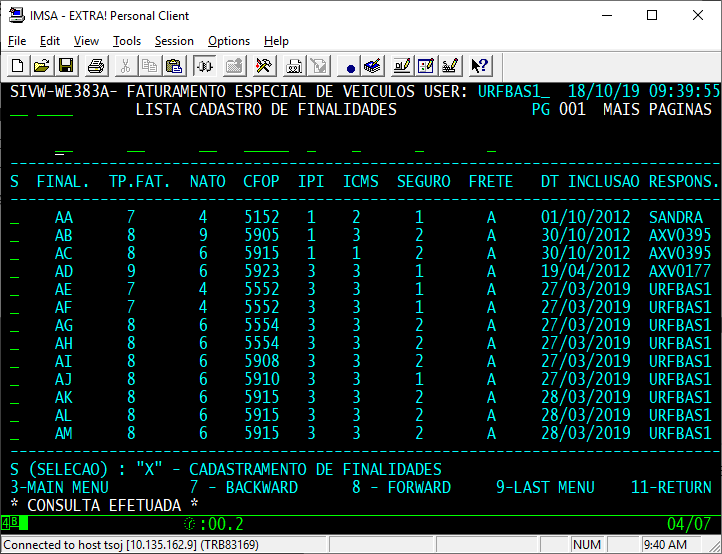 IMSA - EXTRA! Personal Client
File Edit View Tools Session Options Help
SIVW-WE383A- FATURAMENTO ESPECIAL DE VEICULOS USER: URFBAS1_ 18/10/19 09:39:55
__ ____ LISTA CADASTRO DE FINALIDADES PG 001 MAIS PAGINAS
S FINAL. TP.FAT. NATO CFOP IPI ICMS SEGURO FRETE DT INCLUSAO RESPONS.
_ AA 7 4 5152 1 2 1 A 01/10/2012 SANDRA
_ AB 8 9 5905 1 3 2 A 30/10/2012 AXV0395
_ AC 8 6 5915 1 1 2 A 30/10/2012 AXV0395
_ AD 9 6 5923 3 3 1 A 19/04/2012 AXV0177
_ AE 7 4 5552 3 3 1 A 27/03/2019 URFBAS1
_ AF 7 4 5552 3 3 1 A 27/03/2019 URFBAS1
_ AG 8 6 5554 3 3 2 A 27/03/2019 URFBAS1
_ AH 8 6 5554 3 3 2 A 27/03/2019 URFBAS1
_ AI 8 6 5908 3 3 2 A 27/03/2019 URFBAS1
_ AJ 8 6 5910 3 3 1 A 27/03/2019 URFBAS1
_ AK 8 6 5915 3 3 2 A 28/03/2019 URFBAS1
_ AL 8 6 5915 3 3 2 A 28/03/2019 URFBAS1
_ AM 8 6 5915 3 3 2 A 28/03/2019 URFBAS1
S (SELECAO) : "X" - CADASTRAMENTO DE FINALIDADES
3-MAIN MENU 7 - BACKWARD 8 - FORWARD 9-LAST MENU 11-RETURN
* CONSULTA EFETUADA *
4B :00.2 04/07
Connected to host tsoj [10.135.162.9] (TRB83169) NUM 9:40 AM